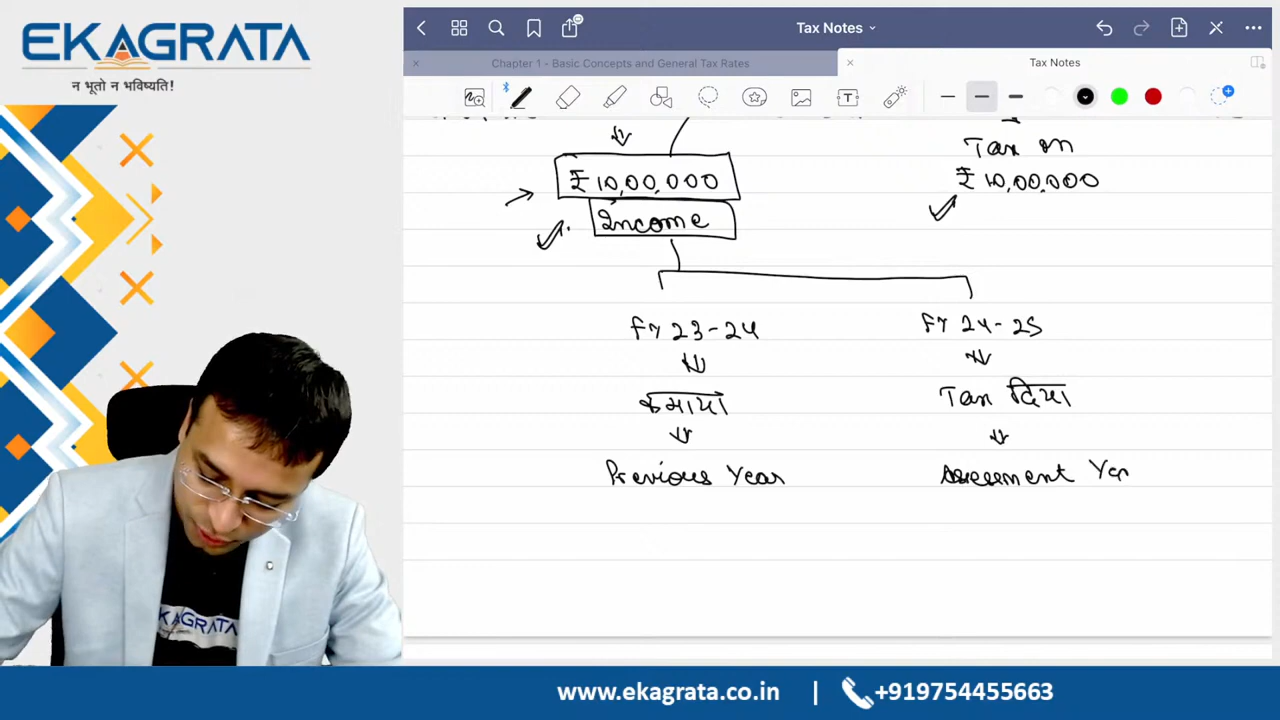 EKAGRATA
न भूतो न भविष्यति!
Tax Notes
Chapter 1 - Basic Concepts and General Tax Rates
Tax Notes
Tax on
₹ 10,00,000
₹ 10,00,000
Income
FY 23-24
FY 24-25
कमाया
Tax दिया
Previous Year
Assessment Year
EKAGRATA
www.ekagrata.co.in | +919754455663